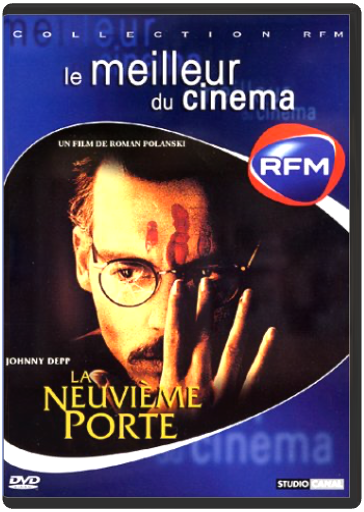 COLLECTION RFM
le meilleur
du cinema
UN FILM DE ROMAN POLANSKI
RFM
JOHNNY DEPP
LA
NEUVIÈME
PORTE
cinema
DVD
STUDIO CANAL